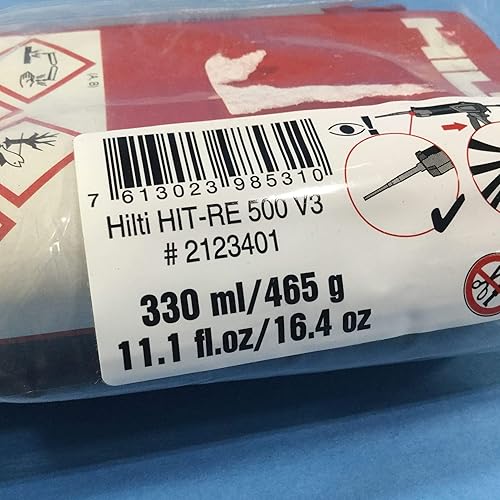 HILTI
(A, B)
7 613023 985310
Hilti HIT-RE 500 V3
# 2123401
330 ml/465 g
11.1 fl.oz/16.4 oz